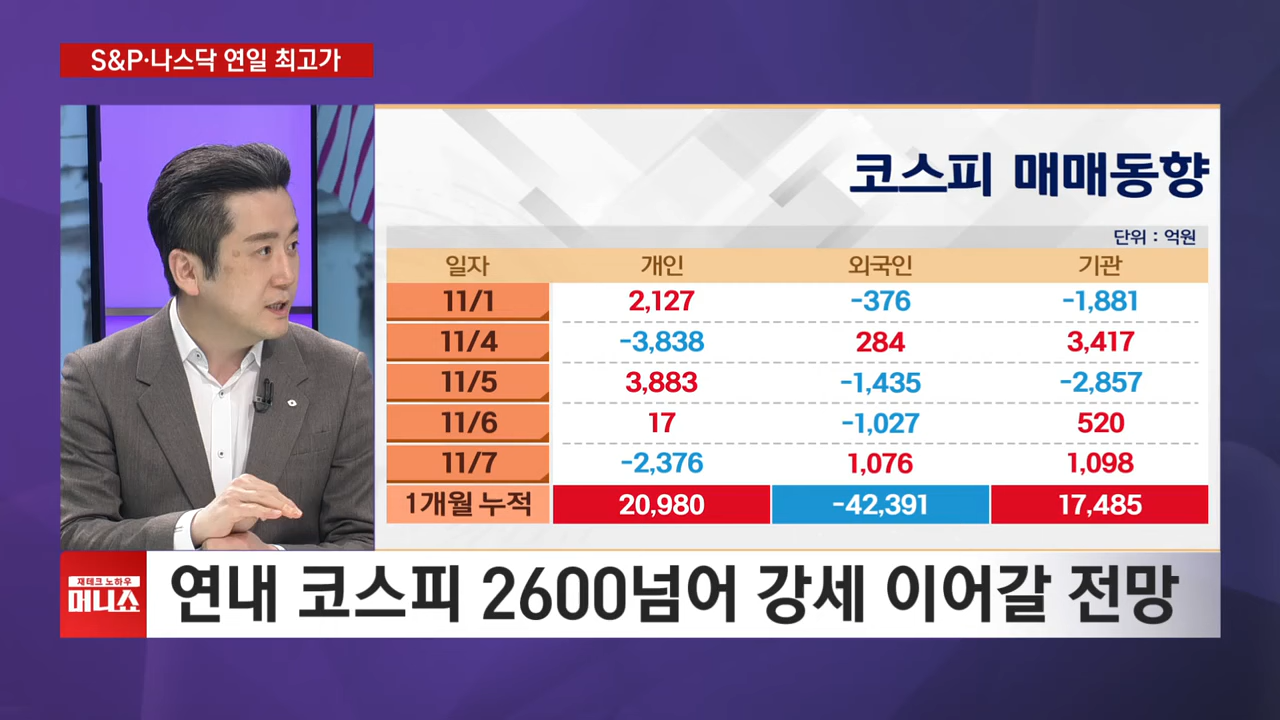 S&P·나스닥 연일 최고가
코스피 매매동향
단위 : 억원
일자 개인 외국인 기관
11/1 2,127 -376 -1,881
11/4 -3,838 284 3,417
11/5 3,883 -1,435 -2,857
11/6 17 -1,027 520
11/7 -2,376 1,076 1,098
1개월 누적 20,980 -42,391 17,485
재테크 노하우
머니쇼
연내 코스피 2600넘어 강세 이어갈 전망